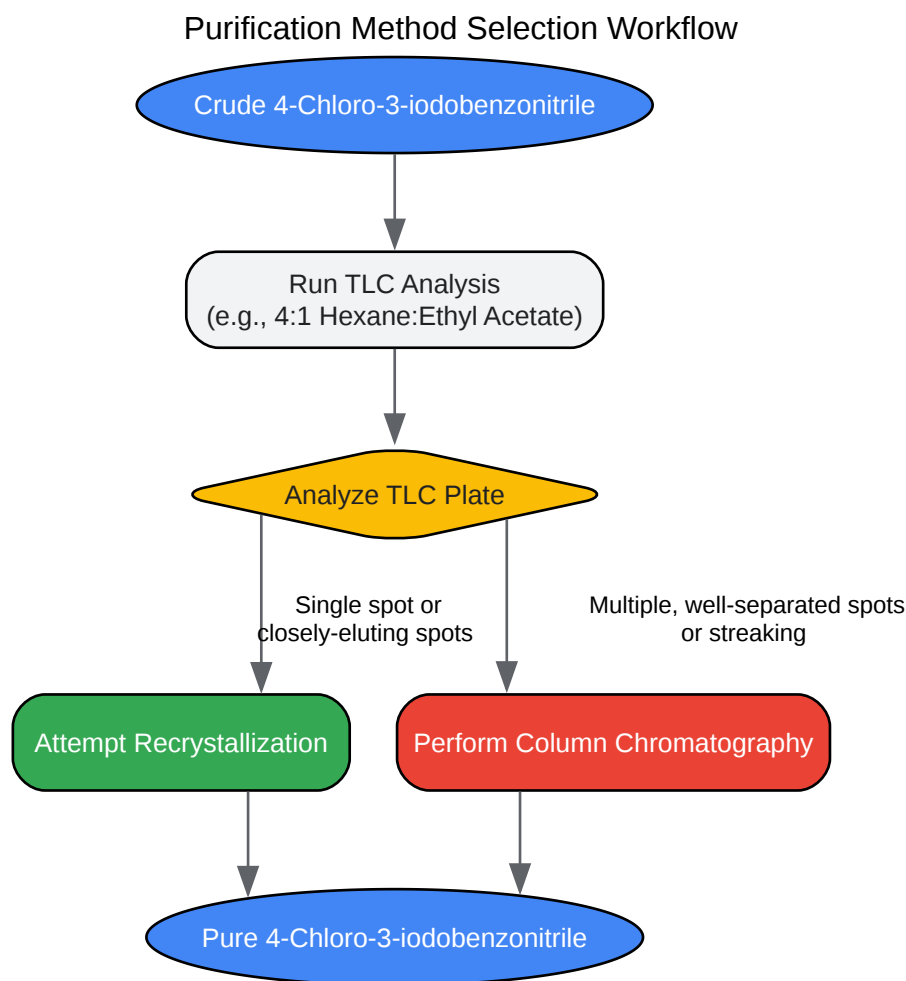 Purification Method Selection Workflow
Crude 4-Chloro-3-iodobenzonitrile
Run TLC Analysis
(e.g., 4:1 Hexane:Ethyl Acetate)
Analyze TLC Plate
Single spot or
closely-eluting spots
Multiple, well-separated spots
or streaking
Attempt Recrystallization
Perform Column Chromatography
Pure 4-Chloro-3-iodobenzonitrile